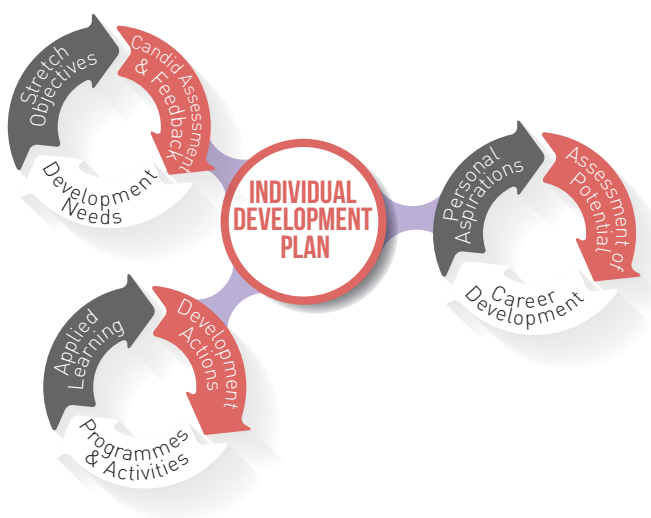 Stretch
Objectives
Candid Assessment
& Feedback
Development
Needs
INDIVIDUAL
DEVELOPMENT
PLAN
Personal
Aspirations
Assessment of
Potential
Career
Development
Applied
Learning
Development
Actions
Programmes
& Activities